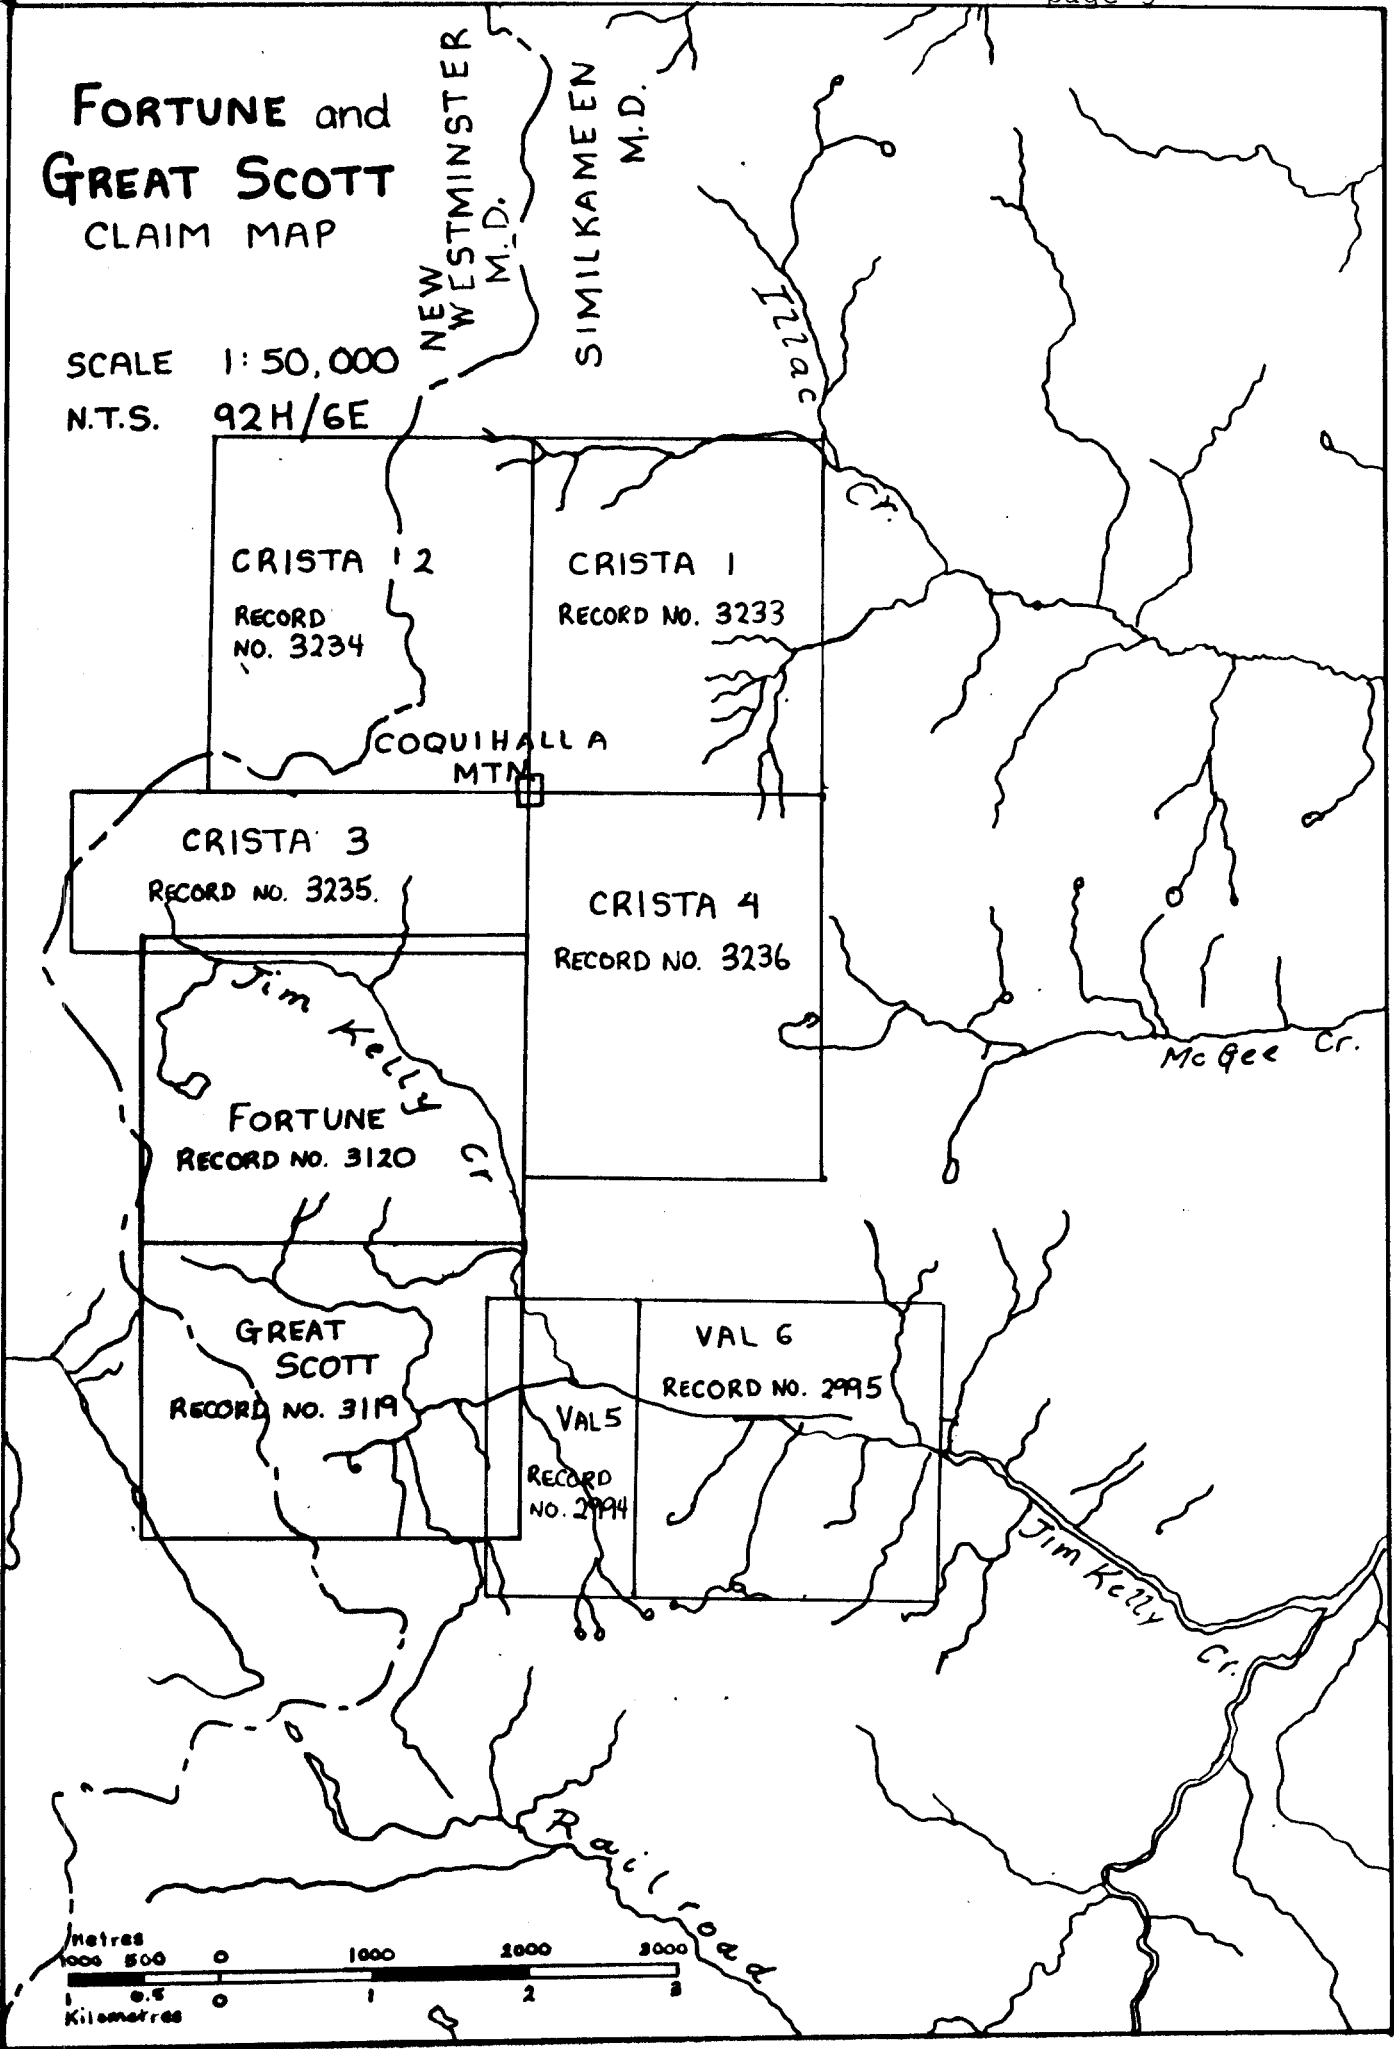 FORTUNE and
GREAT SCOTT
CLAIM MAP
SCALE 1:50,000
N.T.S. 92H/6E
NEW
WESTMINSTER
M.D.
SIMILKAMEEN
M.D.
Illac
Cr.
CRISTA 2
RECORD
NO. 3234
CRISTA 1
RECORD NO. 3233
COQUIHALLA
MTN
CRISTA 3
RECORD NO. 3235.
CRISTA 4
RECORD NO. 3236
Jim Kelly Cr
McGee Cr.
FORTUNE
RECORD NO. 3120
GREAT
SCOTT
RECORD NO. 3119
VAL 5
RECORD
NO. 2994
VAL 6
RECORD NO. 2995
Jim Kelly
Cr.
Railroad
Metres
1000 500 0 1000 2000 3000
1 0.5 0 1 2 3
Kilometres